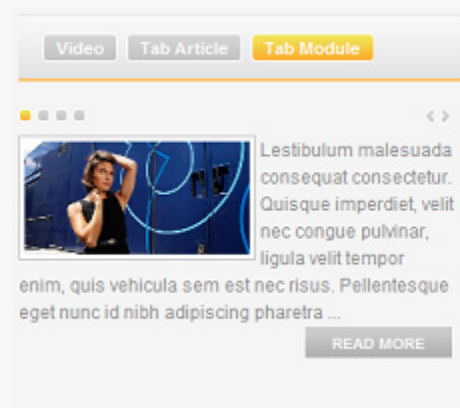 Video Tab Article Tab Module
Lestibulum malesuada
consequat consectetur.
Quisque imperdiet, velit
nec congue pulvinar,
ligula velit tempor
enim, quis vehicula sem est nec risus. Pellentesque
eget nunc id nibh adipiscing pharetra ...
READ MORE